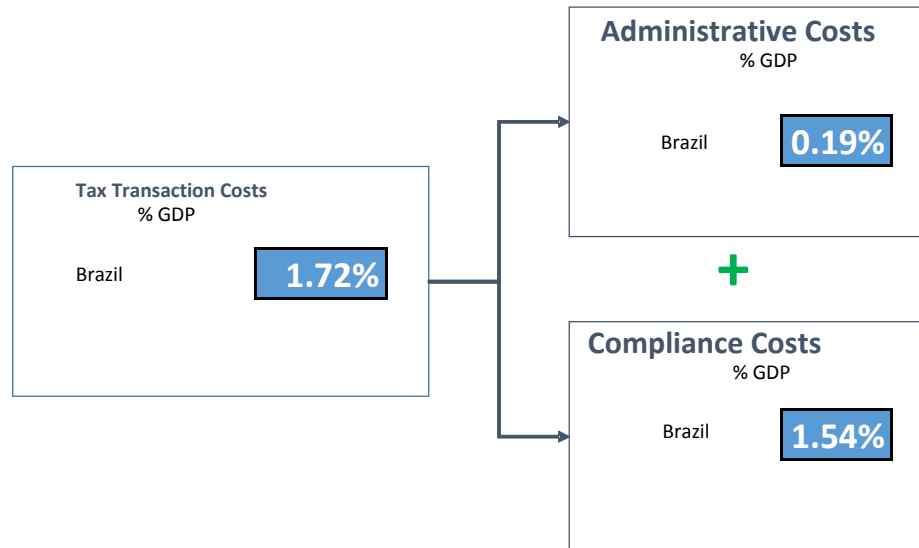 Tax Transaction Costs
% GDP
Brazil 1.72%
Administrative Costs
% GDP
Brazil 0.19%
+
Compliance Costs
% GDP
Brazil 1.54%